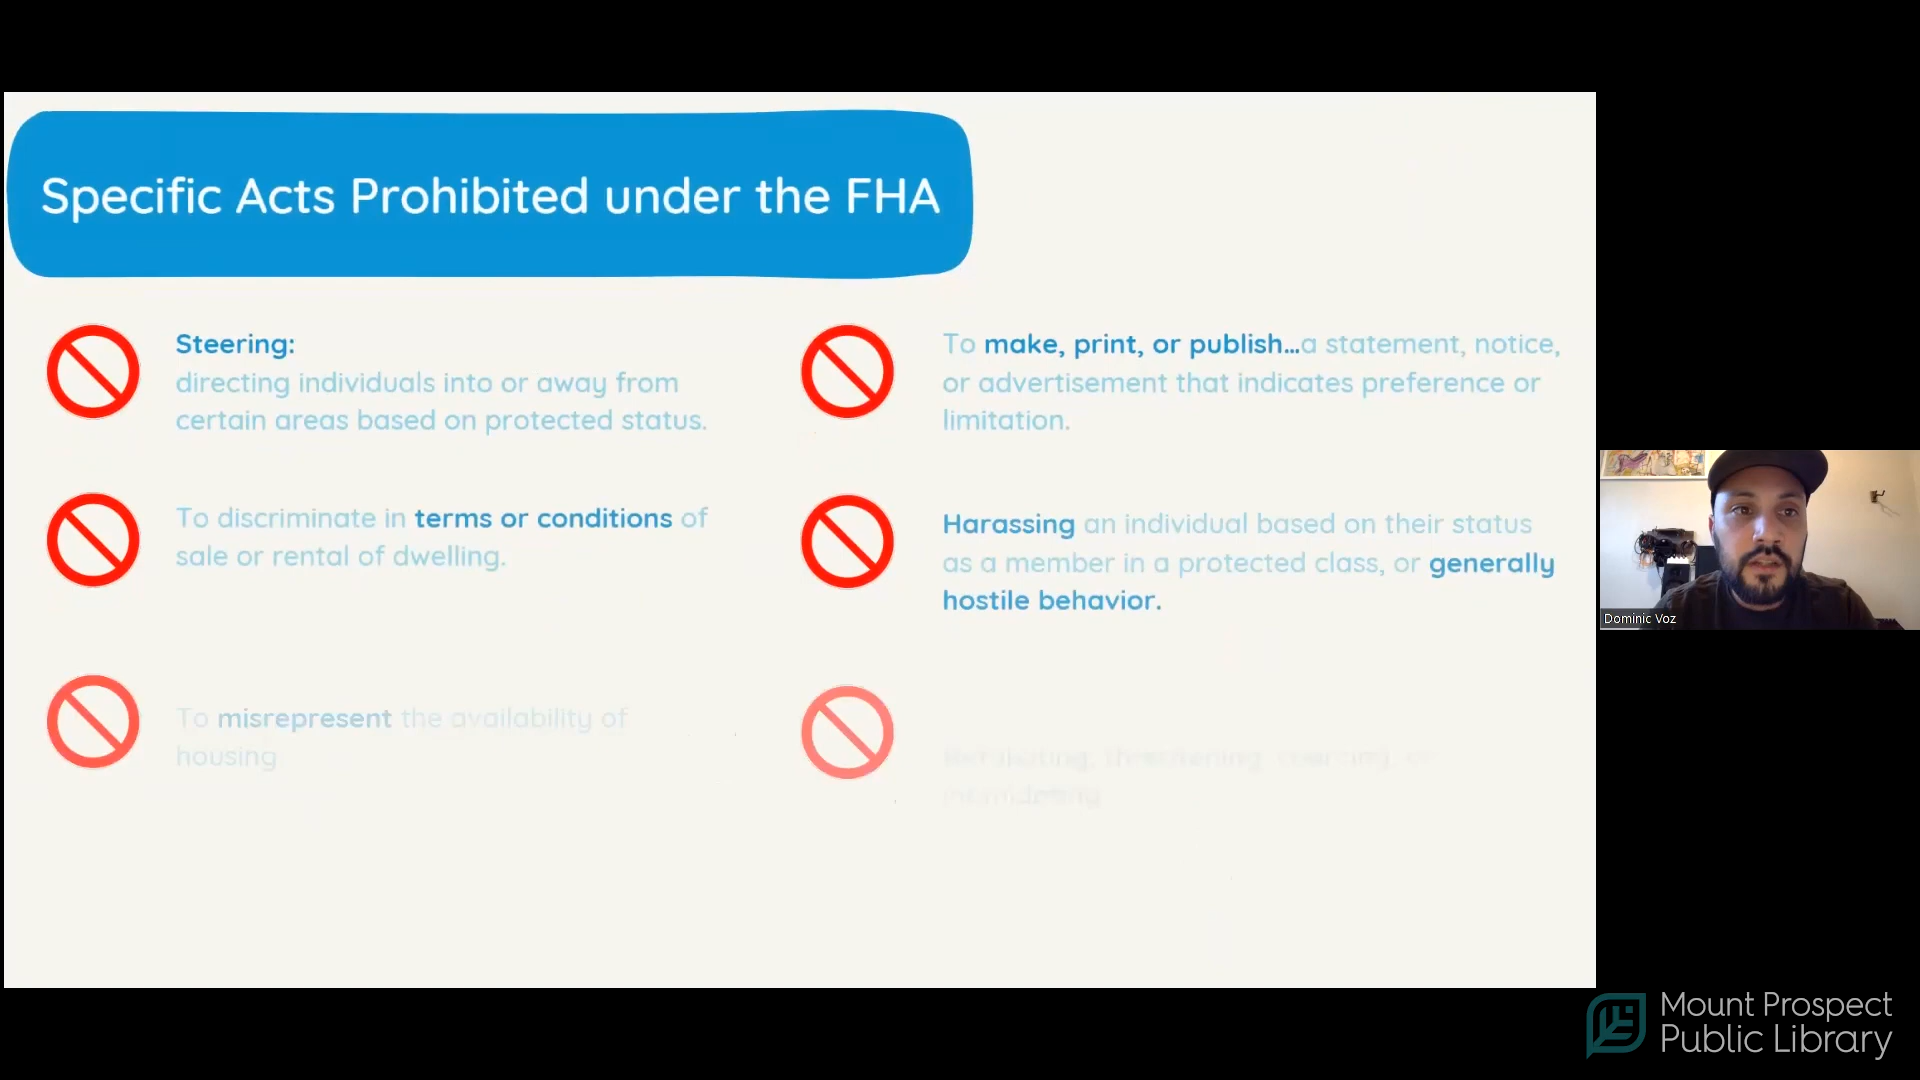 Specific Acts Prohibited under the FHA
Steering:
directing individuals into or away from
certain areas based on protected status.
To discriminate in terms or conditions of
sale or rental of dwelling.
To misrepresent the availability of
housing
To make, print, or publish...a statement, notice,
or advertisement that indicates preference or
limitation.
Harassing an individual based on their status
as a member in a protected class, or generally
hostile behavior.
Dominic Voz
Mount Prospect
Public Library